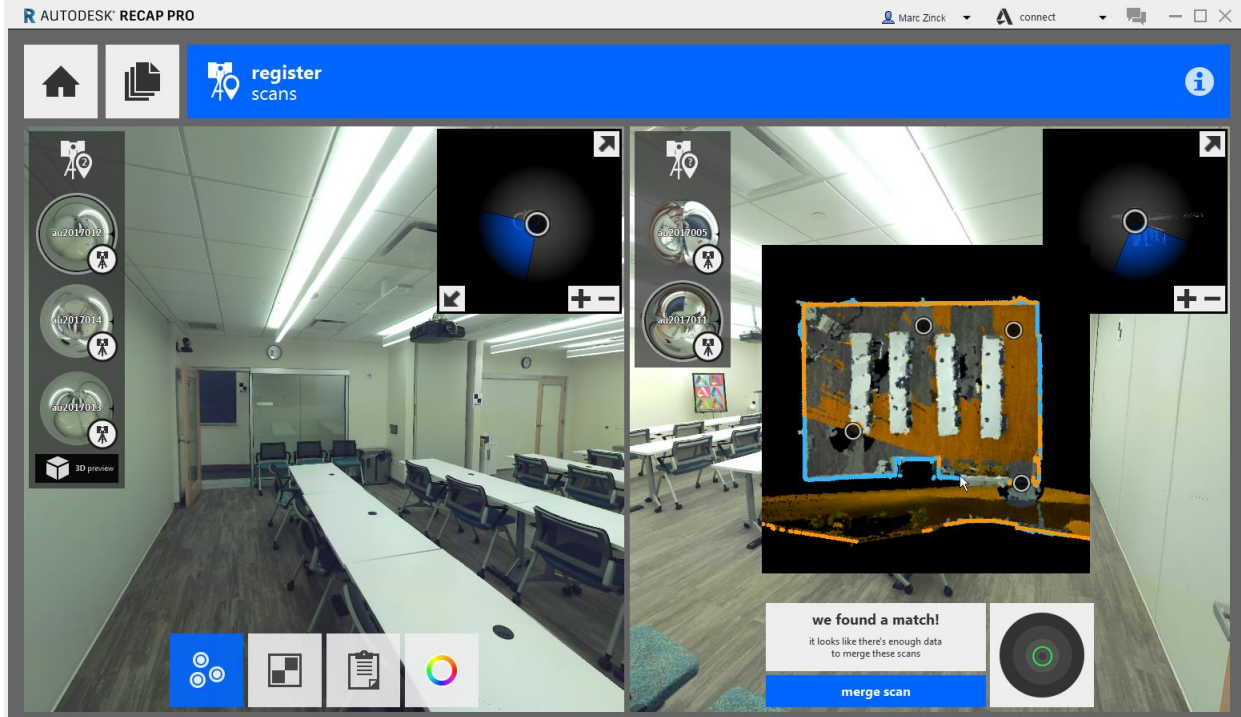 R AUTODESK® RECAP PRO
Marc Zinck
connect
register
scans
au2017012
au2017014
au2017013
3D preview
au2017005
au2017011
we found a match!
it looks like there's enough data
to merge these scans
merge scan